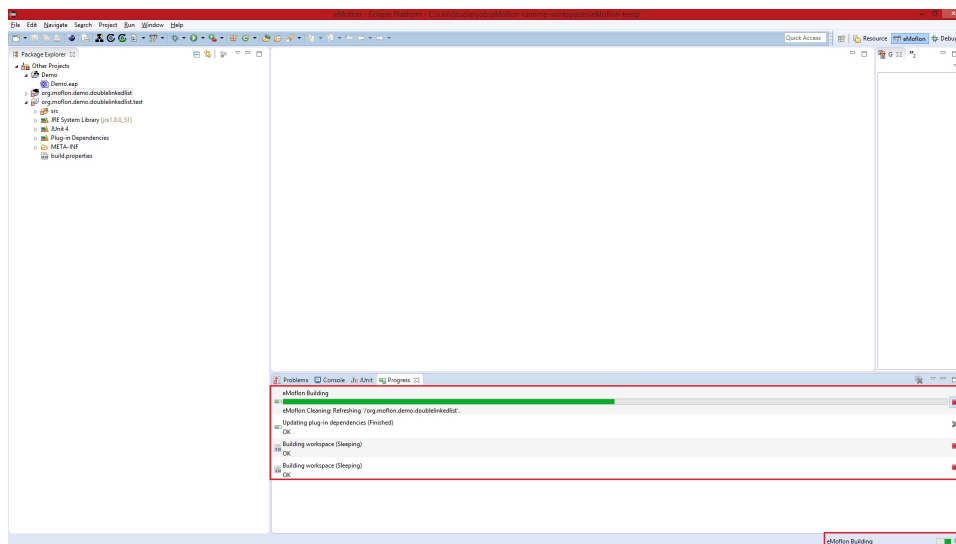 eMoflon - Eclipse Platform - C:\Uni\Studienjob\eMoflon-runtime-workspaces\eMoflon-temp
File Edit Navigate Search Project Run Window Help
Quick Access Resource eMoflon Debug
Package Explorer
G
Other Projects
Demo
Demo.eap
org.moflon.demo.doublelinkedlist
org.moflon.demo.doublelinkedlist.test
src
JRE System Library [jre1.8.0_51]
JUnit 4
Plug-in Dependencies
META-INF
build.properties
Problems Console JUnit Progress
eMoflon Building
eMoflon Cleaning: Refreshing '/org.moflon.demo.doublelinkedlist'.
Updating plug-in dependencies (Finished)
OK
Building workspace (Sleeping)
OK
Building workspace (Sleeping)
OK
eMoflon Building